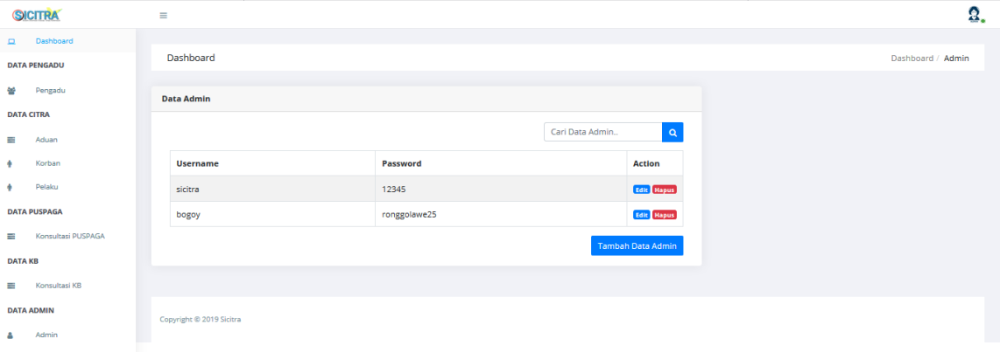 SICITRA
Dashboard
DATA PENGADU
Pengadu
DATA CITRA
Aduan
Korban
Pelaku
DATA PUSPAGA
Konsultasi PUSPAGA
DATA KB
Konsultasi KB
DATA ADMIN
Admin
Dashboard
Dashboard / Admin
Data Admin
Cari Data Admin..
Username Password Action
sicitra 12345 Edit Hapus
bogoy ronggolawe25 Edit Hapus
Tambah Data Admin
Copyright © 2019 Sicitra